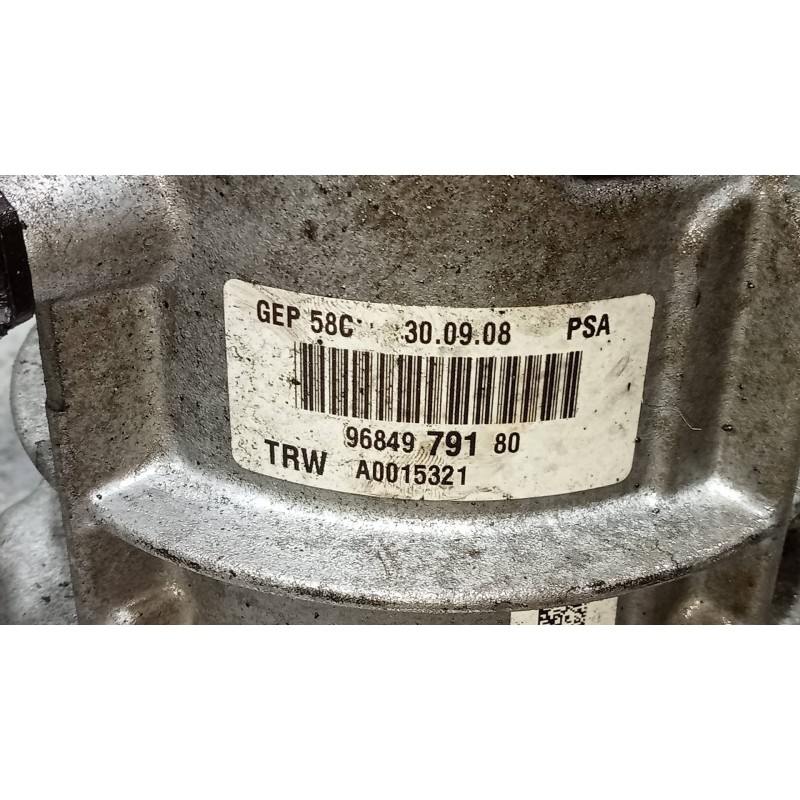 GEP 58C 30.09.08 PSA
96849 791 80
TRW A0015321